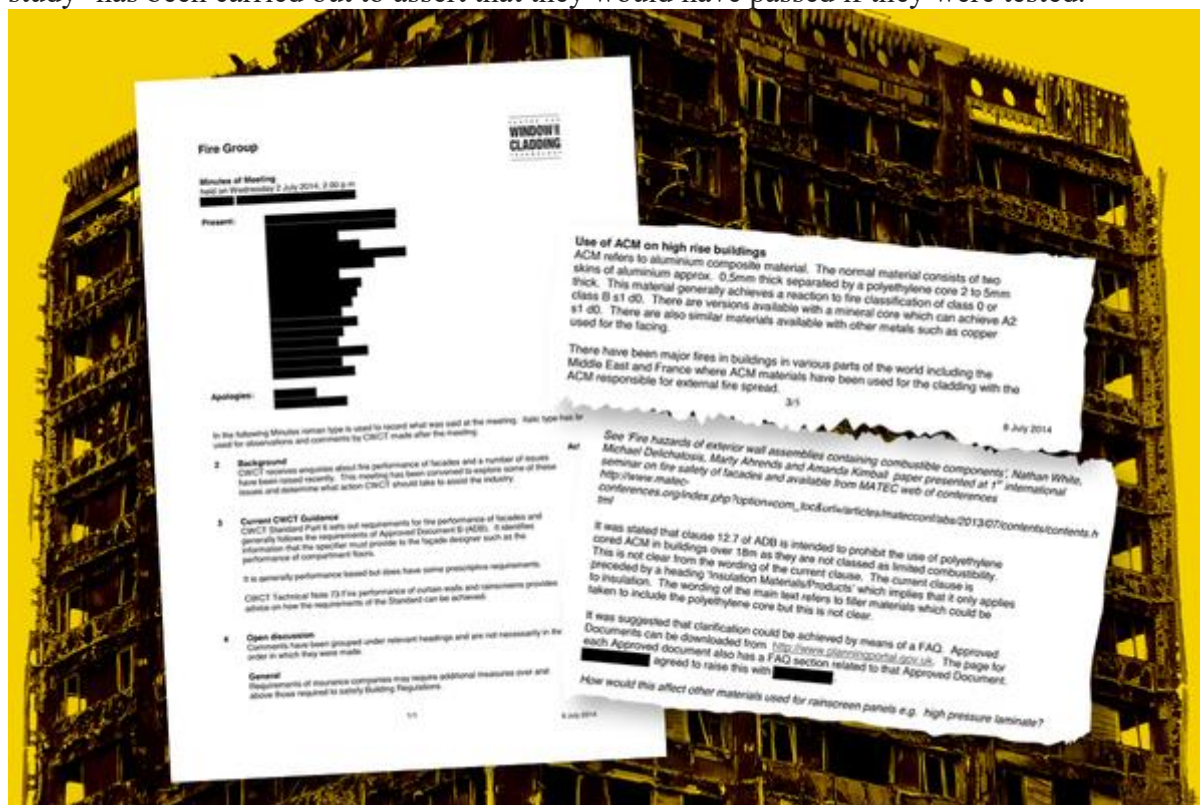 study" has been carried out to assert that they would have passed if they were tested.
Fire Group
CENTRE FOR
WINDOW &
CLADDING
TECHNOLOGY
Minutes of Meeting
held on Wednesday 2 July 2014, 2:00 p.m
Present:
Apologies:
In the following Minutes roman type is used to record what was said at the meeting. Italic type has
used for observations and comments by CWCT made after the meeting.
Act
2 Background
CWCT receives enquiries about fire performance of facades and a number of issues
have been raised recently. This meeting has been convened to explore some of these
issues and determine what action CWCT should take to assist the industry.
3 Current CWCT Guidance
CWCT Standard Part 6 sets out requirements for the performance of facades and
generally follows the requirements of Approved Document B (ADB). It identifies
information that the specifier must provide to the façade designer such as the
performance of compartment floors.
It is generally performance based but does have some prescriptive requirements.
CWCT Technical Note 73 Fire performance of curtain walls and rainscreens provides
advice on how the requirements of the Standard can be achieved.
4 Open discussion
Comments have been grouped under relevant headings and are not necessarily in the
order in which they were made.
General
Requirements of insurance companies may require additional measures over and
above those required to satisfy Building Regulations.
1/1
8 July 2014
Use of ACM on high rise buildings
ACM refers to aluminium composite material. The normal material consists of two
skins of aluminium approx. 0.5mm thick separated by a polyethylene core 2 to 5mm
thick. This material generally achieves a reaction to fire classification of class 0 or
class B s1 d0. There are versions available with a mineral core which can achieve A2
s1 d0. There are also similar materials available with other metals such as copper
used for the facing.
There have been major fires in buildings in various parts of the world including the
Middle East and France where ACM materials have been used for the cladding with the
ACM responsible for external fire spread.
3/1
8 July 2014
See 'Fire hazards of exterior wall assemblies containing combustible components', Nathan White,
Michael Delichatosis, Marty Ahrends and Amanda Kimball paper presented at 1st international
seminar on fire safety of facades and available from MATEC web of conferences
http://www.matec-
conferences.org/index.php?option=com_toc&url=/articles/matecconf/abs/2013/07/contents/contents.h
tml
It was stated that clause 12.7 of ADB is intended to prohibit the use of polyethylene
cored ACM in buildings over 18m as they are not classed as limited combustibility.
This is not clear from the wording of the current clause. The current clause is
preceded by a heading 'Insulation Materials/Products' which implies that it only applies
to insulation. The wording of the main text refers to filler materials which could be
taken to include the polyethylene core but this is not clear.
It was suggested that clarification could be achieved by means of a FAQ. Approved
Documents can be downloaded from http://www.planningportal.gov.uk. The page for
each Approved document also has a FAQ section related to that Approved Document.
agreed to raise this with
How would this affect other materials used for rainscreen panels e.g. high pressure laminate?